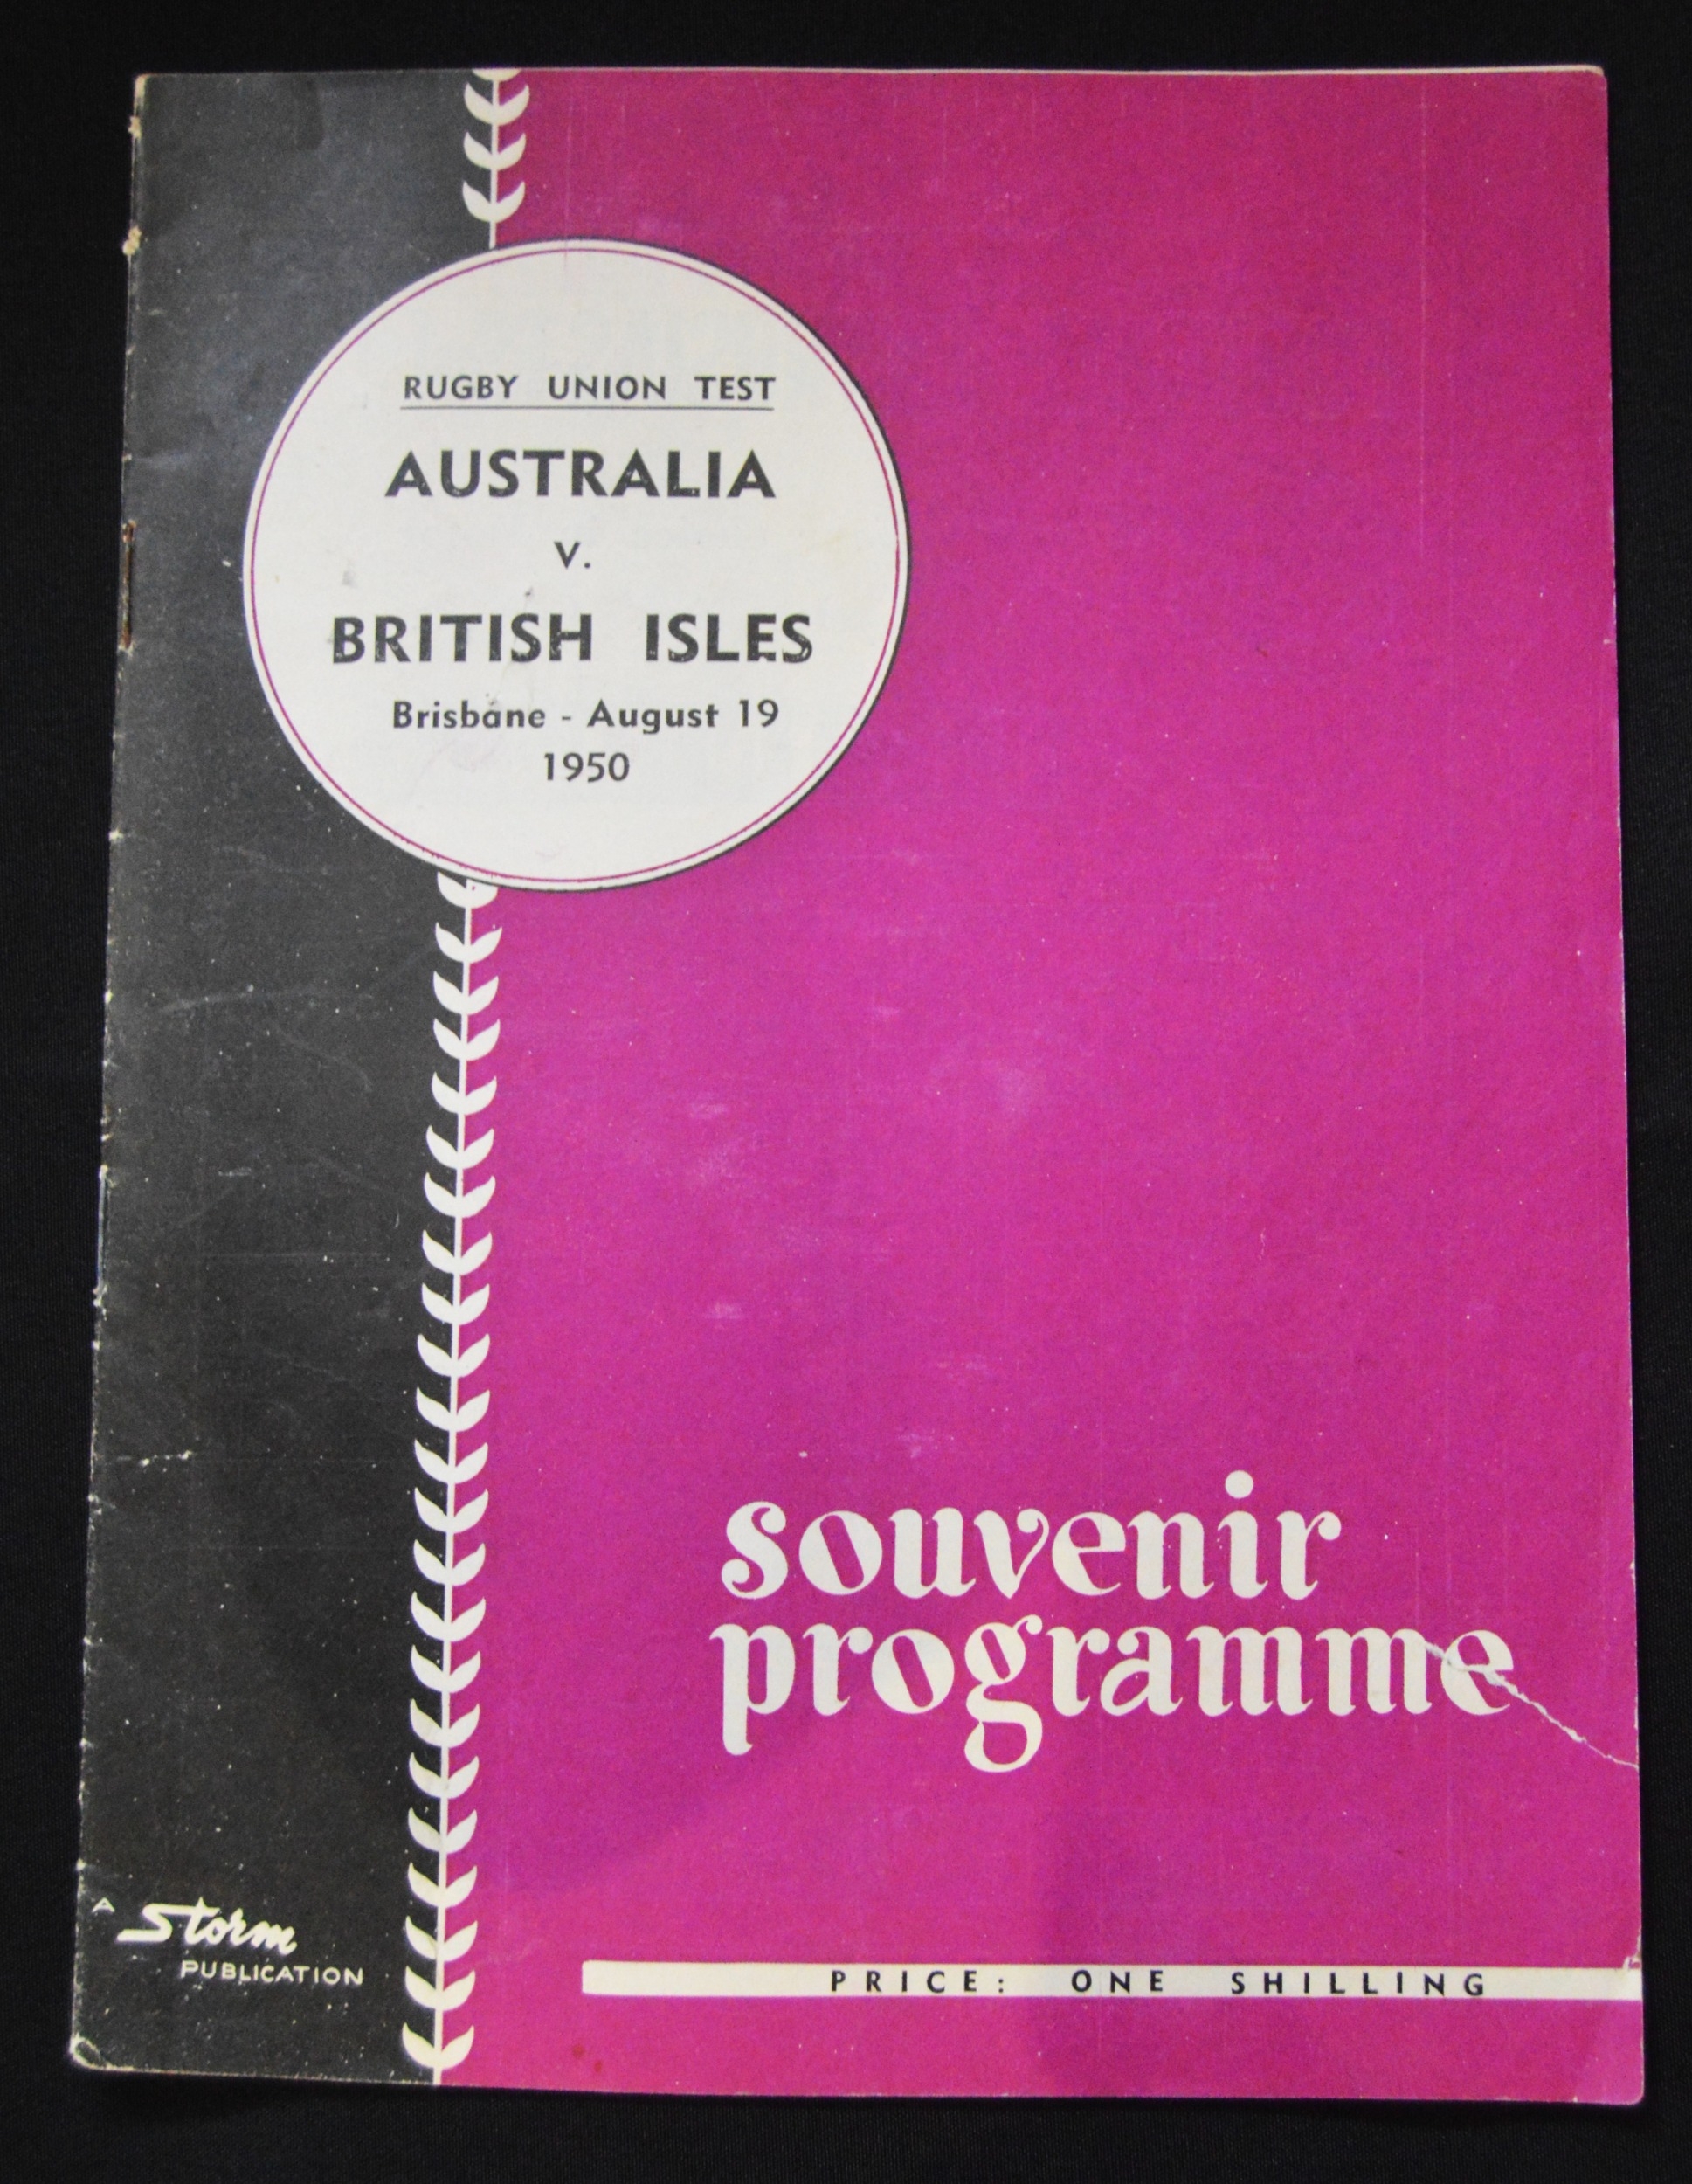 RUGBY UNION TEST
AUSTRALIA
V.
BRITISH ISLES
Brisbane - August 19
1950
souvenir
programme
A Storm
PUBLICATION
PRICE: ONE SHILLING